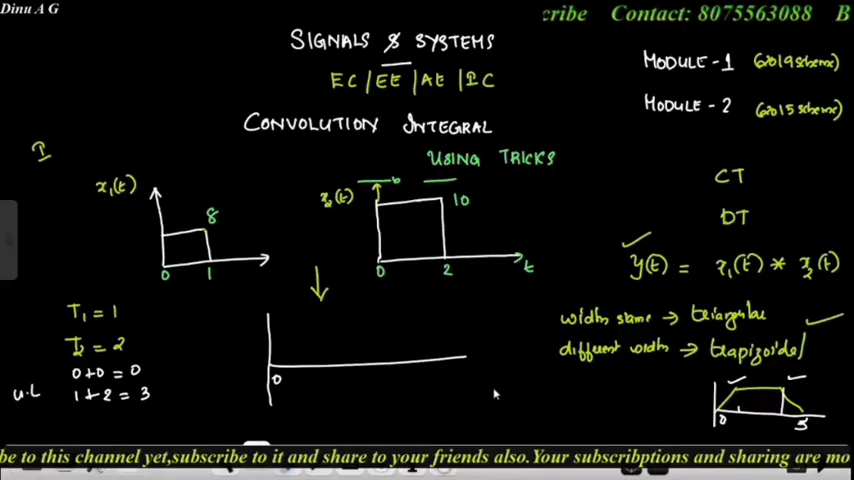 Dinu A G
cribe Contact: 8075563088 B
SIGNALS & SYSTEMS
EC | EE | AE | IC
MODULE - 1 (2019 scheme)
MODULE - 2 (2015 scheme)
CONVOLUTION INTEGRAL
USING TRICKS
I
x₁(t)
8
0 1
x₂(t)
10
0 2 t
CT
DT
y(t) = x₁(t) * x₂(t)
width same → triangular
different width → trapizoidal
0 3
T₁ = 1
T₂ = 2
0+0 = 0
U.L 1+2 = 3
0
be to this channel yet,subscribe to it and share to your friends also.Your subscribptions and sharing are mo